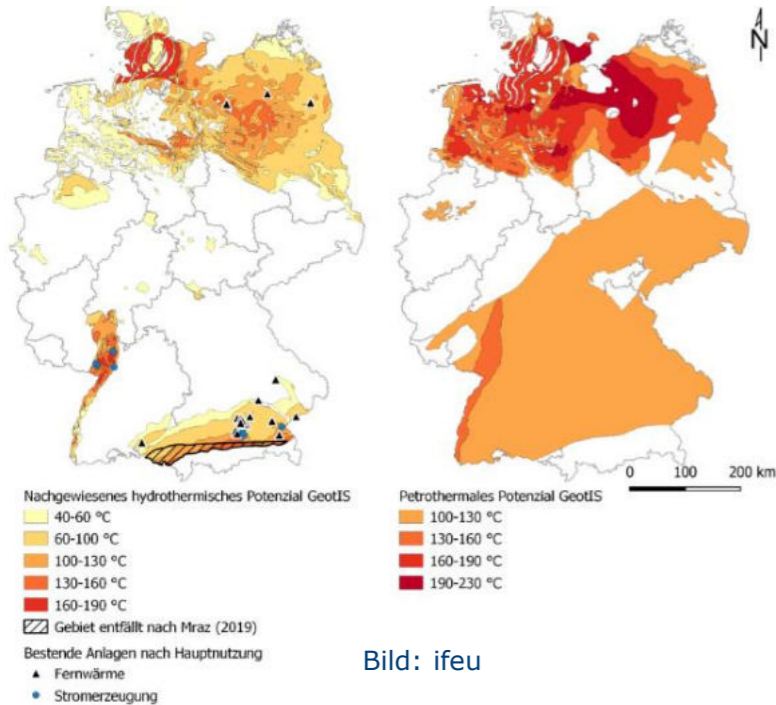 N
0 100 200 km
Nachgewiesenes hydrothermisches Potenzial GeotIS
40-60 °C
60-100 °C
100-130 °C
130-160 °C
160-190 °C
Gebiet entfällt nach Mraz (2019)
Bestende Anlagen nach Hauptnutzung
Fernwärme
Stromerzeugung
Petrothermales Potenzial GeotIS
100-130 °C
130-160 °C
160-190 °C
190-230 °C
Bild: ifeu